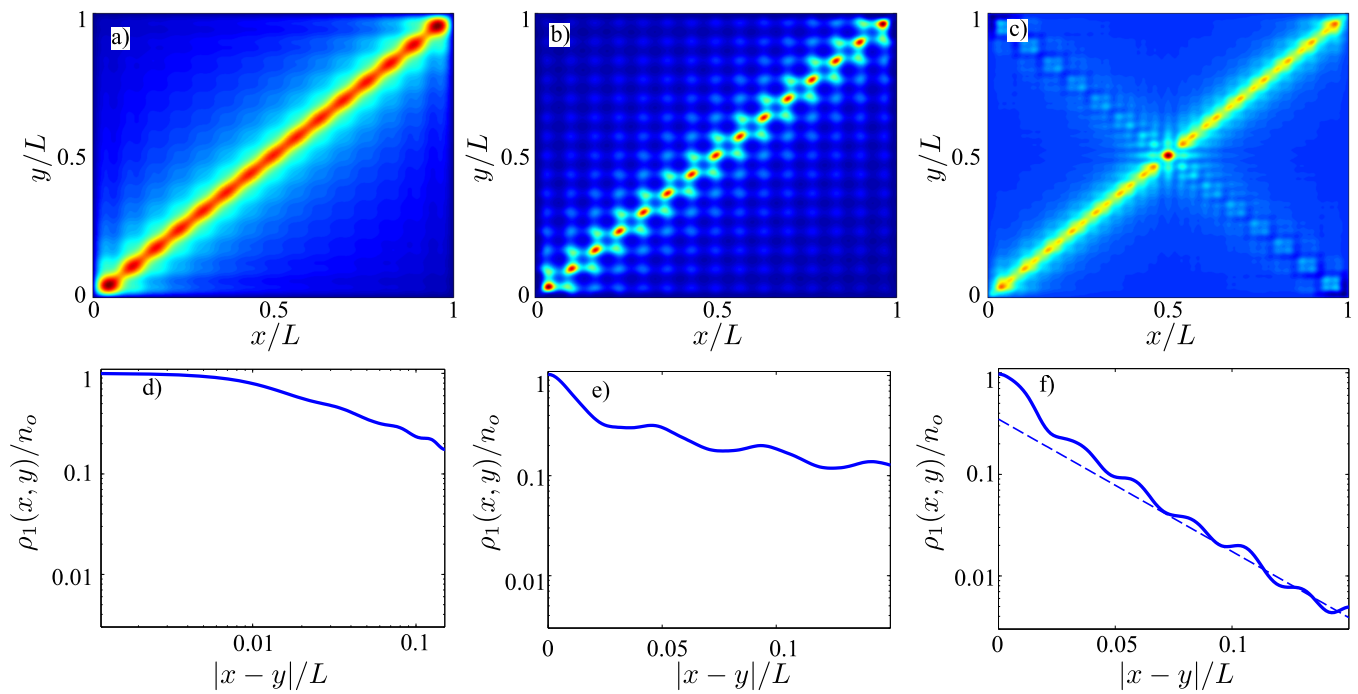 a)
1
0.5
0
y/L
0
0.5
1
x/L
b)
1
0.5
0
y/L
0
0.5
1
x/L
c)
1
0.5
0
y/L
0
0.5
1
x/L
d)
1
0.1
0.01
ρ₁(x, y)/nₒ
0.01
0.1
|x − y|/L
e)
1
0.1
0.01
ρ₁(x, y)/nₒ
0
0.05
0.1
|x − y|/L
f)
1
0.1
0.01
ρ₁(x, y)/nₒ
0
0.05
0.1
|x − y|/L